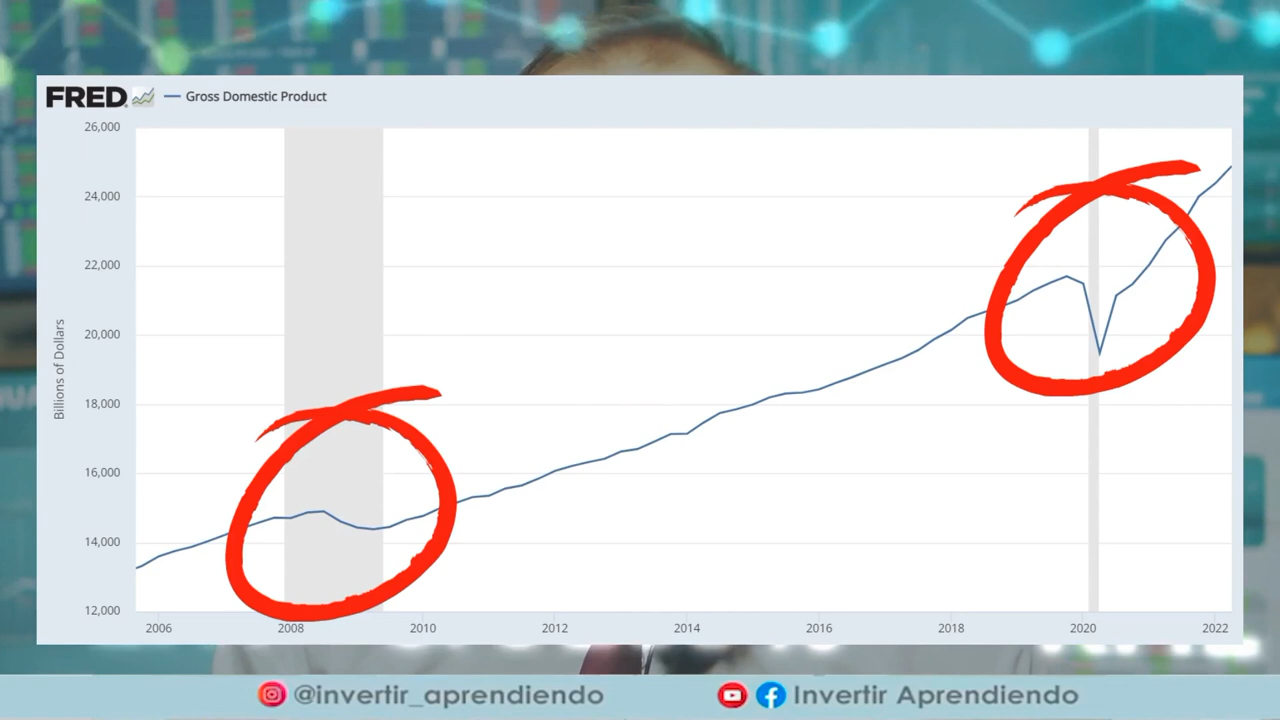 FRED Gross Domestic Product
26,000
24,000
22,000
20,000
18,000
16,000
14,000
12,000
Billions of Dollars
2006 2008 2010 2012 2014 2016 2018 2020 2022
@invertir_aprendiendo Invertir Aprendiendo